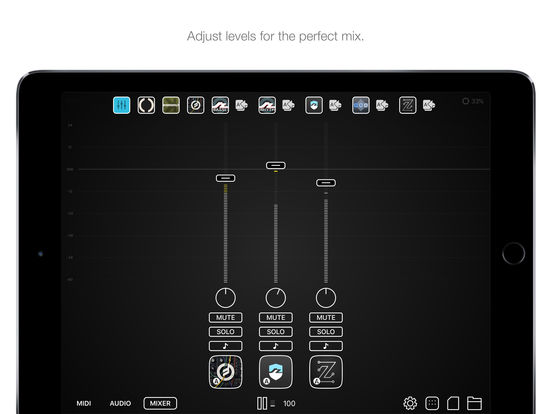 Adjust levels for the perfect mix.
33%
MUTE MUTE MUTE
SOLO SOLO SOLO
A A A
MIDI AUDIO MIXER 100